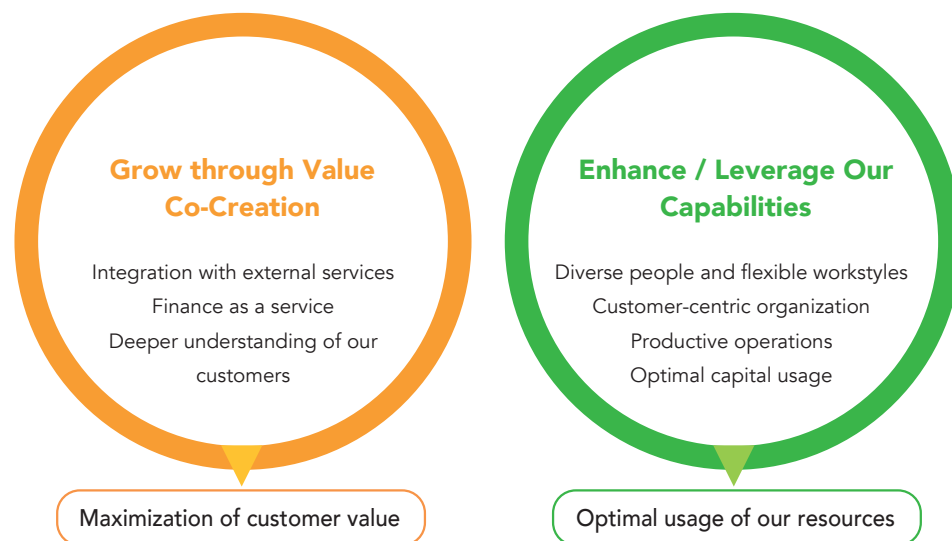 Grow through Value
Co-Creation
Integration with external services
Finance as a service
Deeper understanding of our
customers
Maximization of customer value
Enhance / Leverage Our
Capabilities
Diverse people and flexible workstyles
Customer-centric organization
Productive operations
Optimal capital usage
Optimal usage of our resources